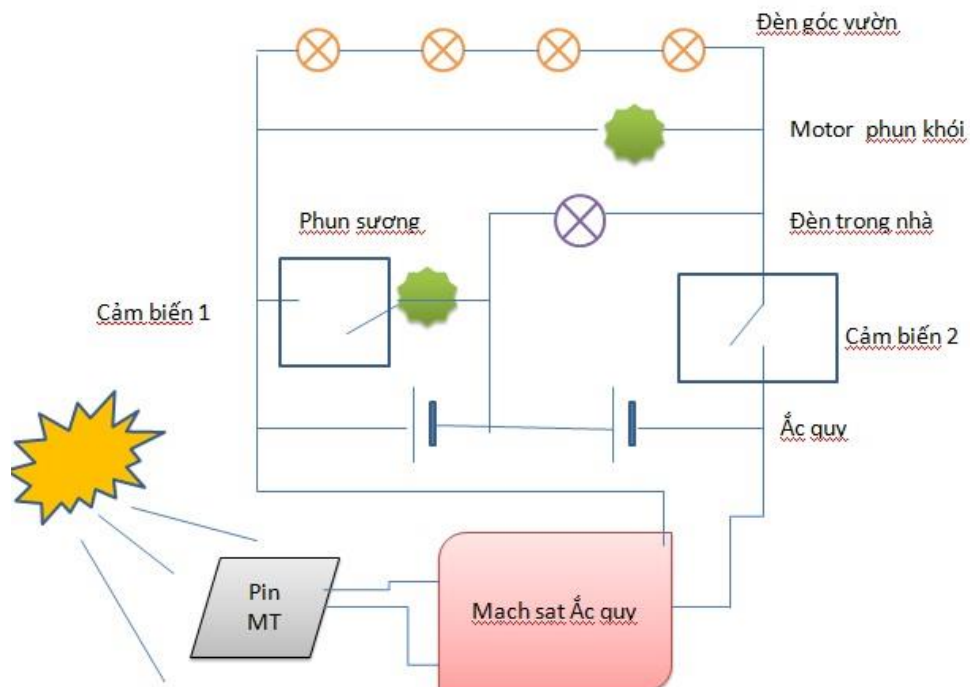 Đèn góc vườn
Motor phun khói
Phun sương
Đèn trong nhà
Cảm biến 1
Cảm biến 2
Ắc quy
Pin
MT
Mach sat Ắc quy